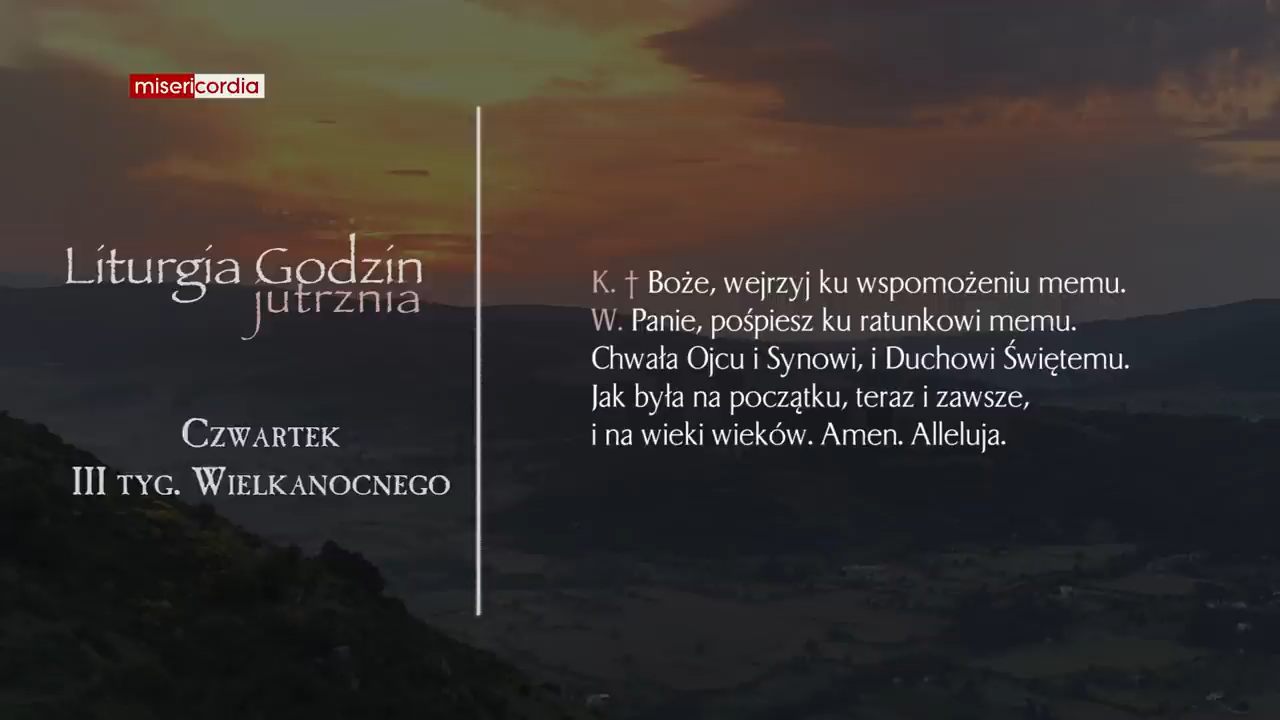 misericordia
Liturgia Godzin
jutrznia
Czwartek
III tyg. Wielkanocnego
K. † Boże, wejrzyj ku wspomożeniu memu.
W. Panie, pośpiesz ku ratunkowi memu.
Chwała Ojcu i Synowi, i Duchowi Świętemu.
Jak była na początku, teraz i zawsze,
i na wieki wieków. Amen. Alleluja.